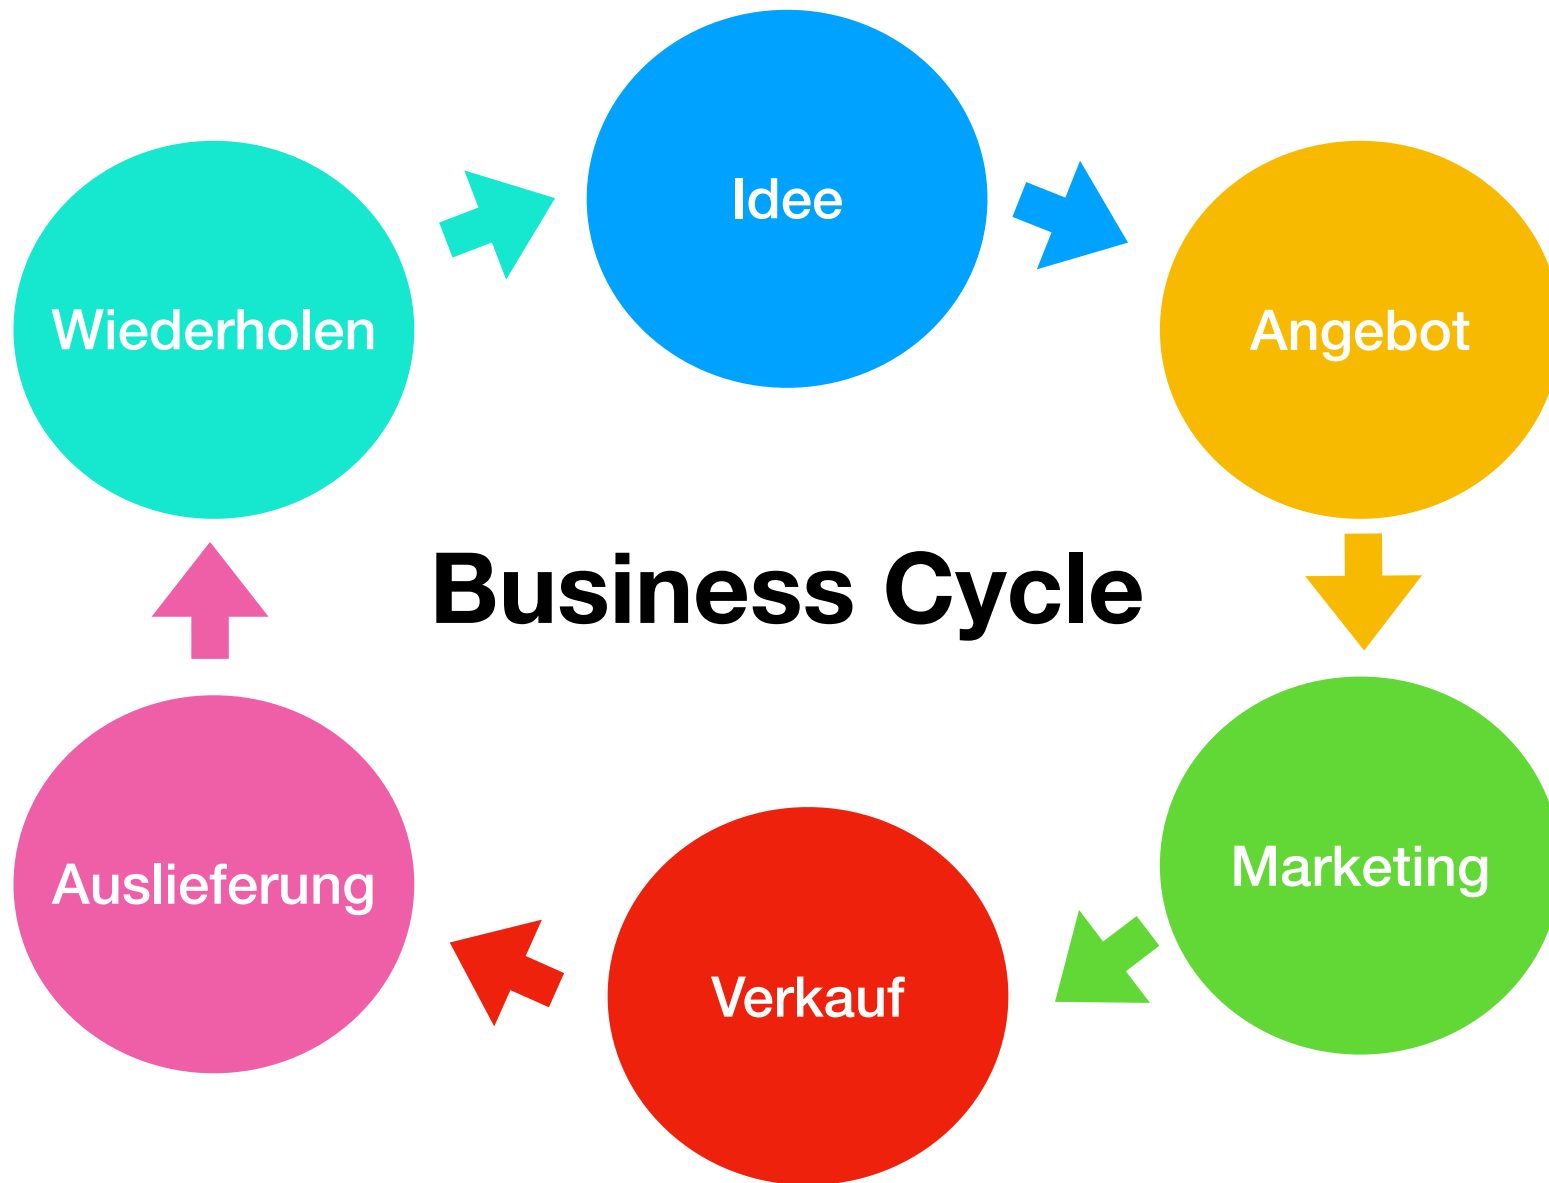 Idee
Angebot
Marketing
Verkauf
Auslieferung
Wiederholen
Business Cycle